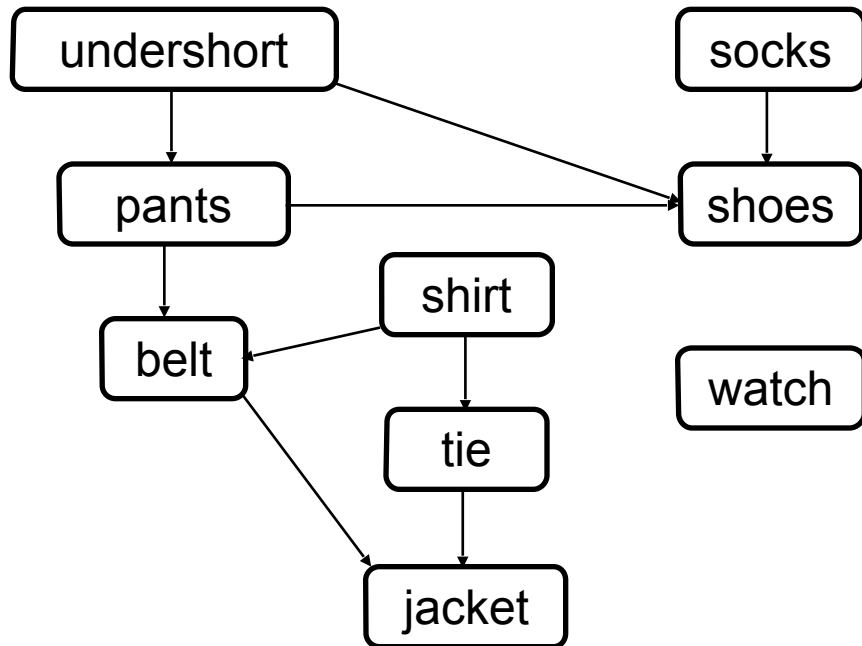 undershort
socks
pants
shoes
shirt
belt
watch
tie
jacket